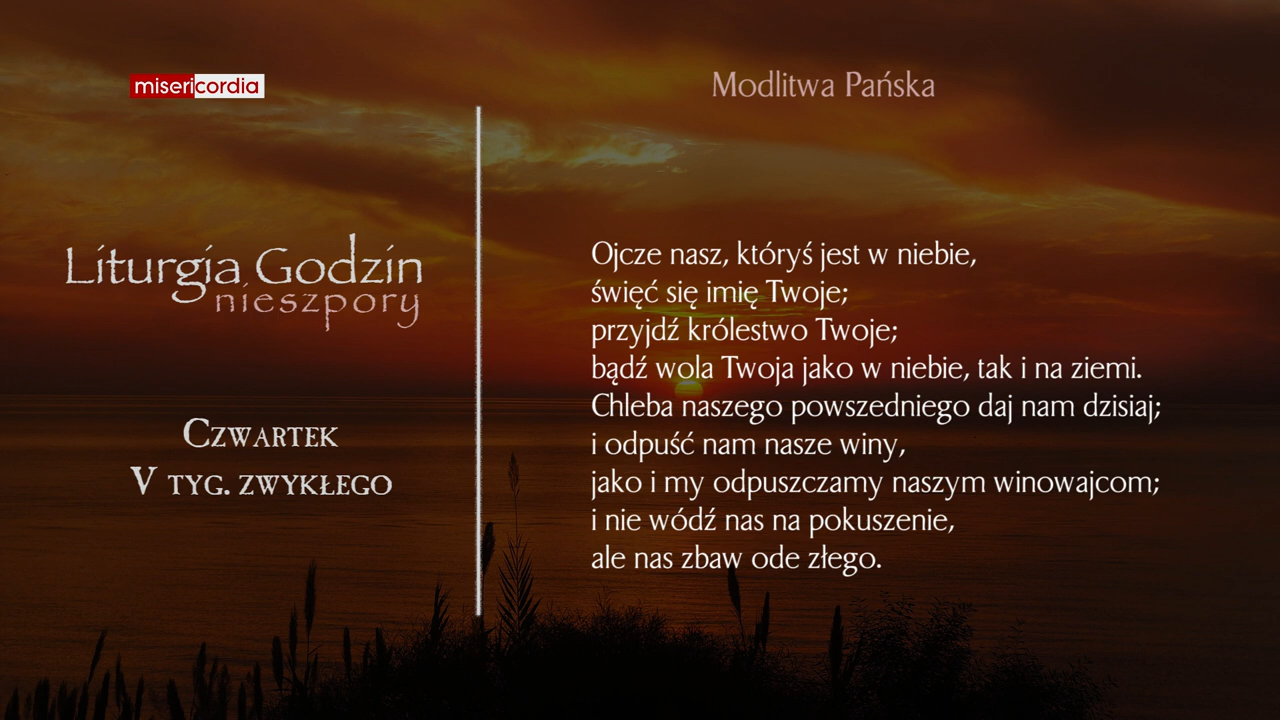 misericordia
Liturgia Godzin
nieszpory
Czwartek
V tyg. zwykłego
Modlitwa Pańska
Ojcze nasz, któryś jest w niebie,
święć się imię Twoje;
przyjdź królestwo Twoje;
bądź wola Twoja jako w niebie, tak i na ziemi.
Chleba naszego powszedniego daj nam dzisiaj;
i odpuść nam nasze winy,
jako i my odpuszczamy naszym winowajcom;
i nie wódź nas na pokuszenie,
ale nas zbaw ode złego.